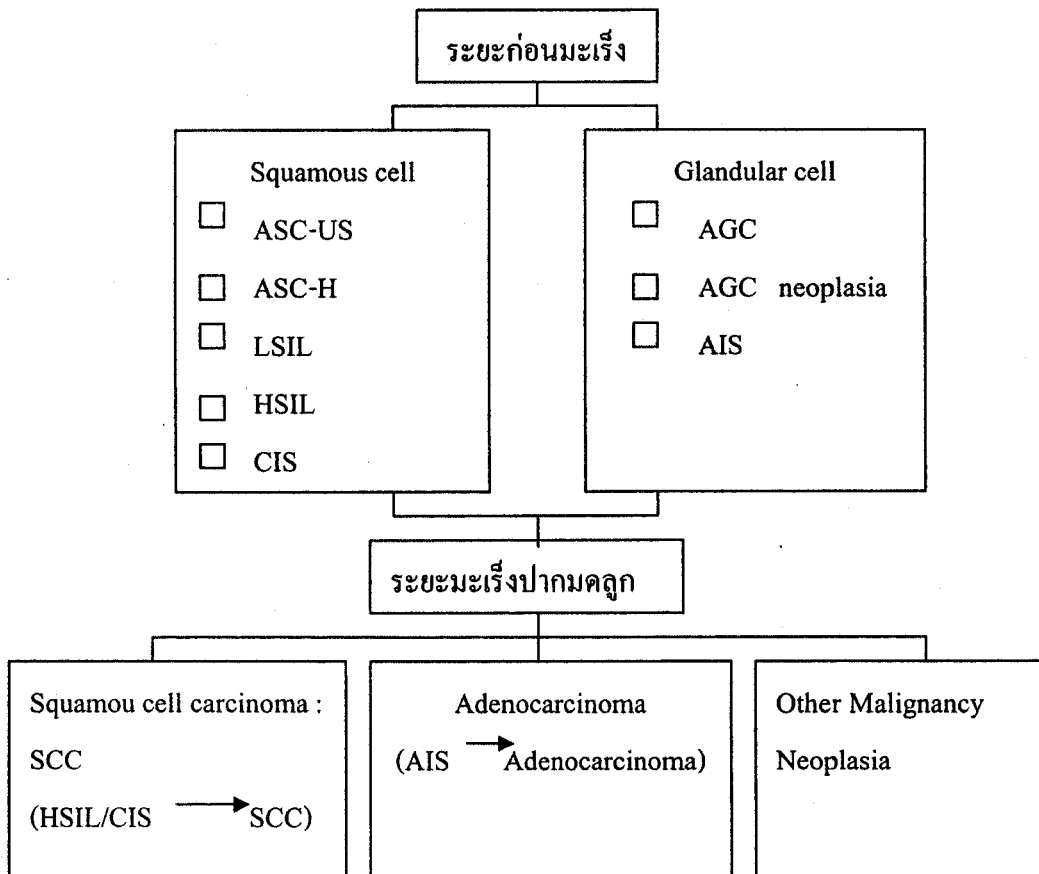 ระยะก่อนมะเร็ง
Squamous cell
ASC-US
ASC-H
LSIL
HSIL
CIS
Glandular cell
AGC
AGC neoplasia
AIS
ระยะมะเร็งปากมดลูก
Squamou cell carcinoma :
SCC
(HSIL/CIS → SCC)
Adenocarcinoma
(AIS → Adenocarcinoma)
Other Malignancy
Neoplasia